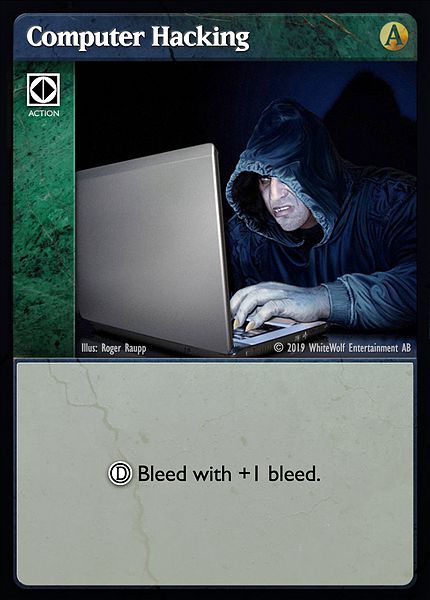 Computer Hacking
A
ACTION
Illus: Roger Raupp © 2019 WhiteWolf Entertainment AB
D Bleed with +1 bleed.